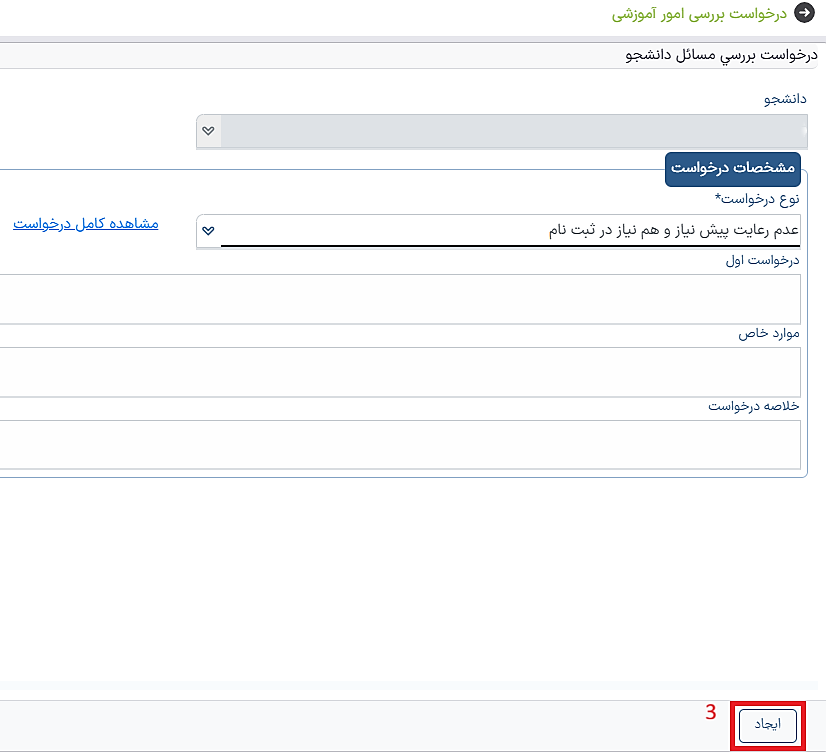 درخواست بررسی امور آموزشی
درخواست بررسي مسائل دانشجو
دانشجو
مشخصات درخواست
نوع درخواست*
عدم رعایت پیش نیاز و هم نیاز در ثبت نام
مشاهده کامل درخواست
درخواست اول
موارد خاص
خلاصه درخواست
3
ایجاد